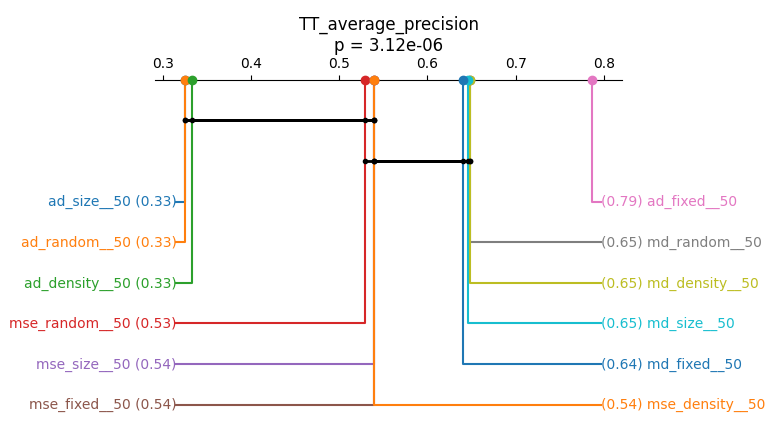 TT_average_precision
p = 3.12e-06
0.3 0.4 0.5 0.6 0.7 0.8
ad_size__50 (0.33) (0.79) ad_fixed__50
ad_random__50 (0.33) (0.65) md_random__50
ad_density__50 (0.33) (0.65) md_density__50
mse_random__50 (0.53) (0.65) md_size__50
mse_size__50 (0.54) (0.64) md_fixed__50
mse_fixed__50 (0.54) (0.54) mse_density__50